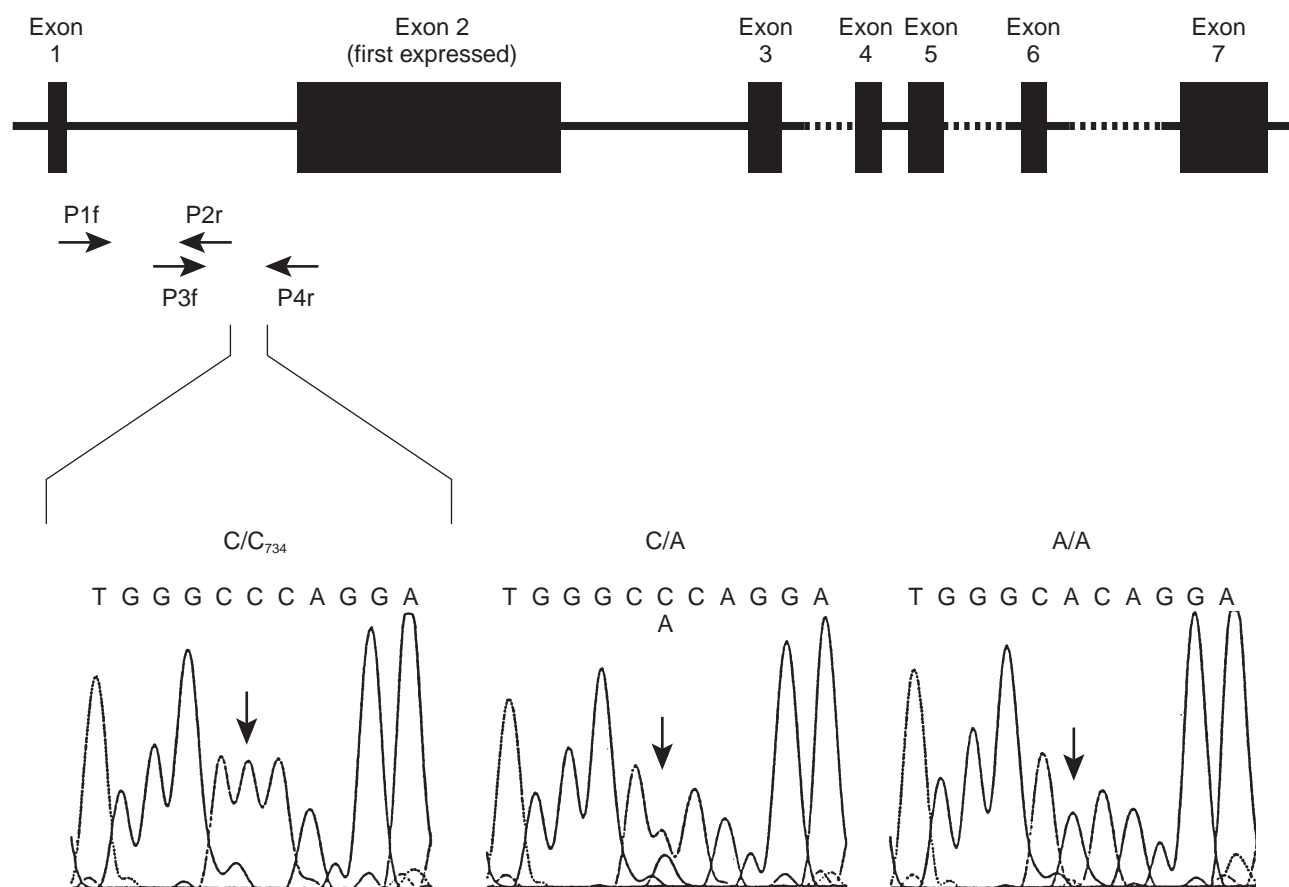 Exon 1
Exon 2
(first expressed)
Exon 3
Exon 4
Exon 5
Exon 6
Exon 7
P1f
P2r
P3f
P4r
C/C734
C/A
A/A
T G G G C C C A G G A
T G G G C C C A G G A
A
T G G G C A C A G G A